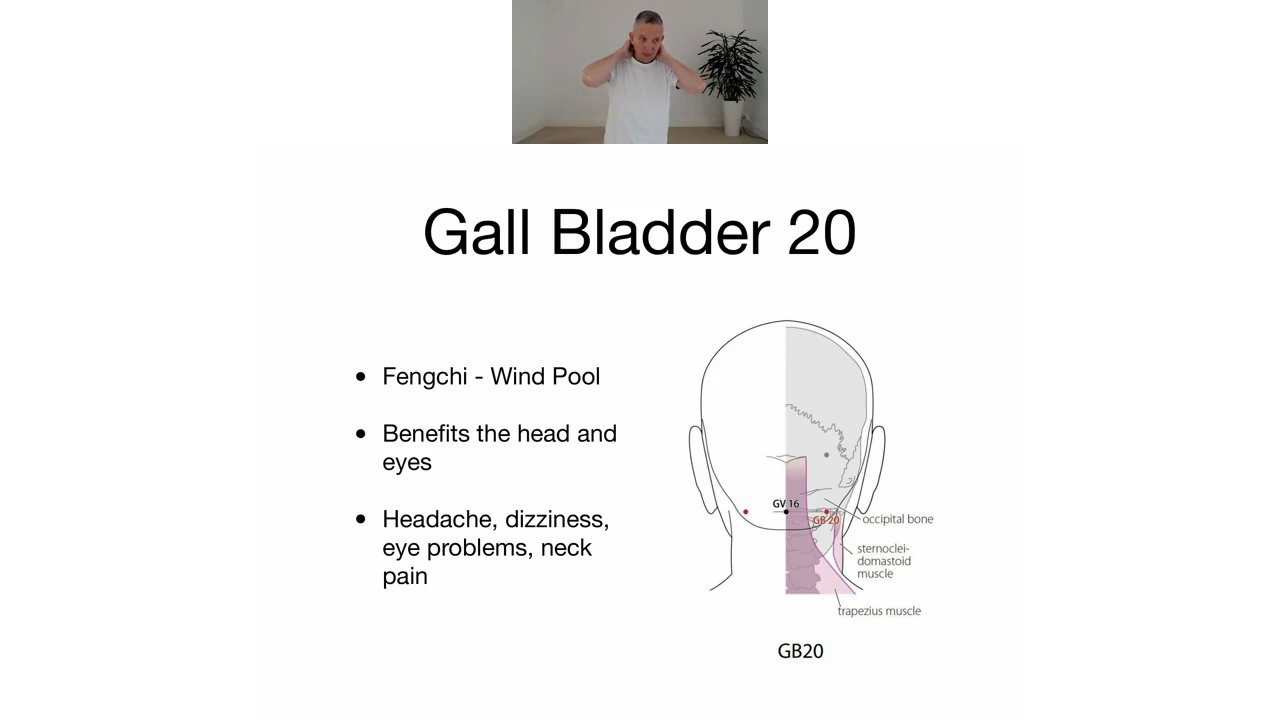 Gall Bladder 20
• Fengchi - Wind Pool
• Benefits the head and
eyes
• Headache, dizziness,
eye problems, neck
pain
GV 16
GB 20
occipital bone
sternoclei-
domastoid
muscle
trapezius muscle
GB20